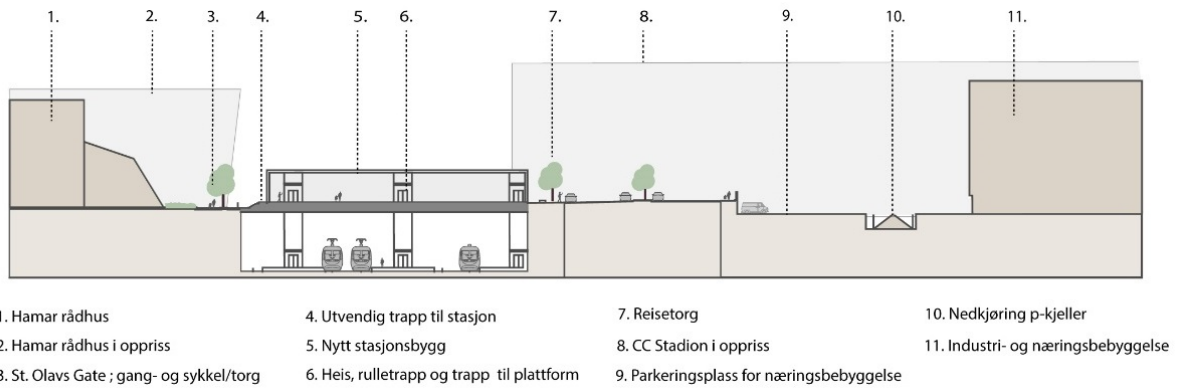 1. 2. 3. 4. 5. 6. 7. 8. 9. 10. 11.
1. Hamar rådhus
2. Hamar rådhus i oppriss
3. St. Olavs Gate ; gang- og sykkel/torg
4. Utvendig trapp til stasjon
5. Nytt stasjonsbygg
6. Heis, rulletrapp og trapp til plattform
7. Reisetorg
8. CC Stadion i oppriss
9. Parkeringsplass for næringsbebyggelse
10. Nedkjøring p-kjeller
11. Industri- og næringsbebyggelse